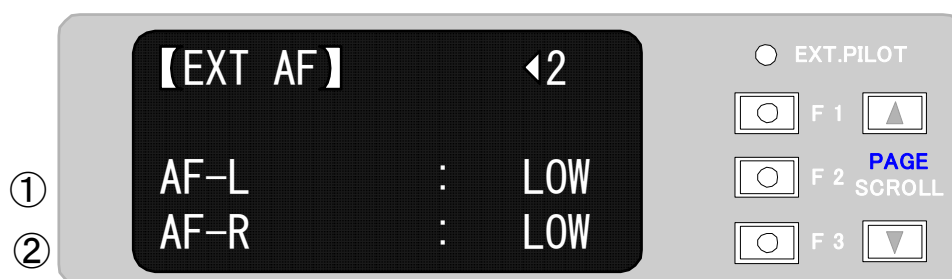 【EXT AF】 ◀2
AF-L : LOW
AF-R : LOW
①
②
EXT.PILOT
F 1
F 2
F 3
PAGE
SCROLL